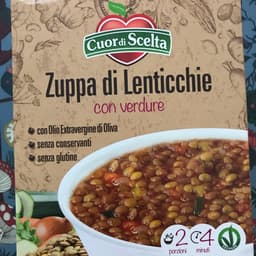 Cuor di Scelta
Zuppa di Lenticchie
con verdure
con Olio Extravergine di Oliva
senza conservanti
senza glutine
2 4
porzioni minuti